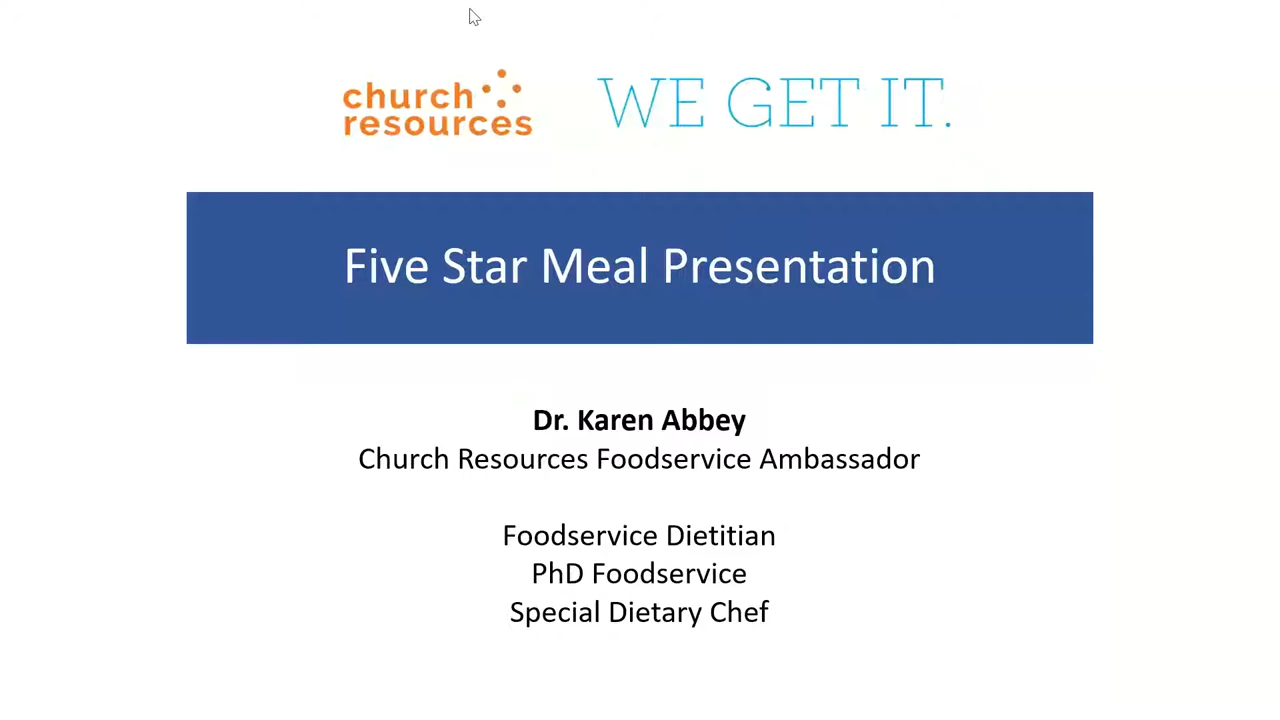 church
resources
WE GET IT.
Five Star Meal Presentation
Dr. Karen Abbey
Church Resources Foodservice Ambassador
Foodservice Dietitian
PhD Foodservice
Special Dietary Chef